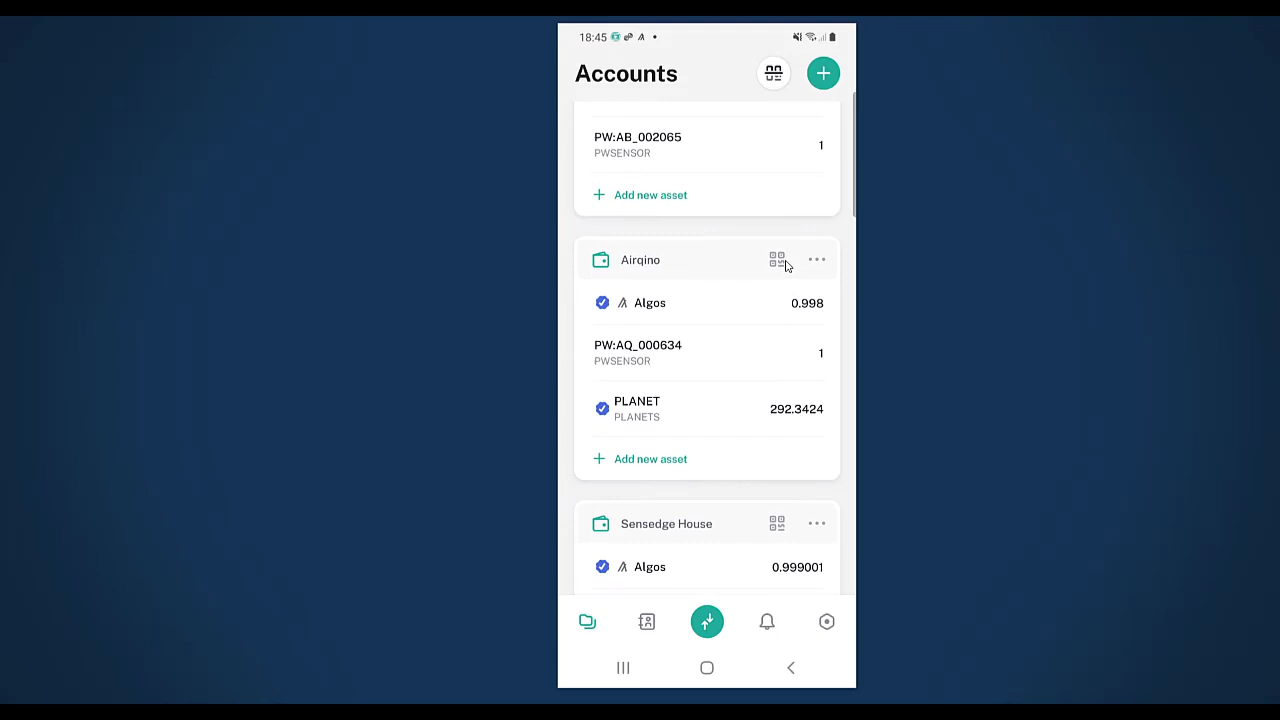 18:45
Accounts
PW:AB_002065
PWSENSOR
1
Add new asset
Airqino
Algos
0.998
PW:AQ_000634
PWSENSOR
1
PLANET
PLANETS
292.3424
Add new asset
Sensedge House
Algos
0.999001